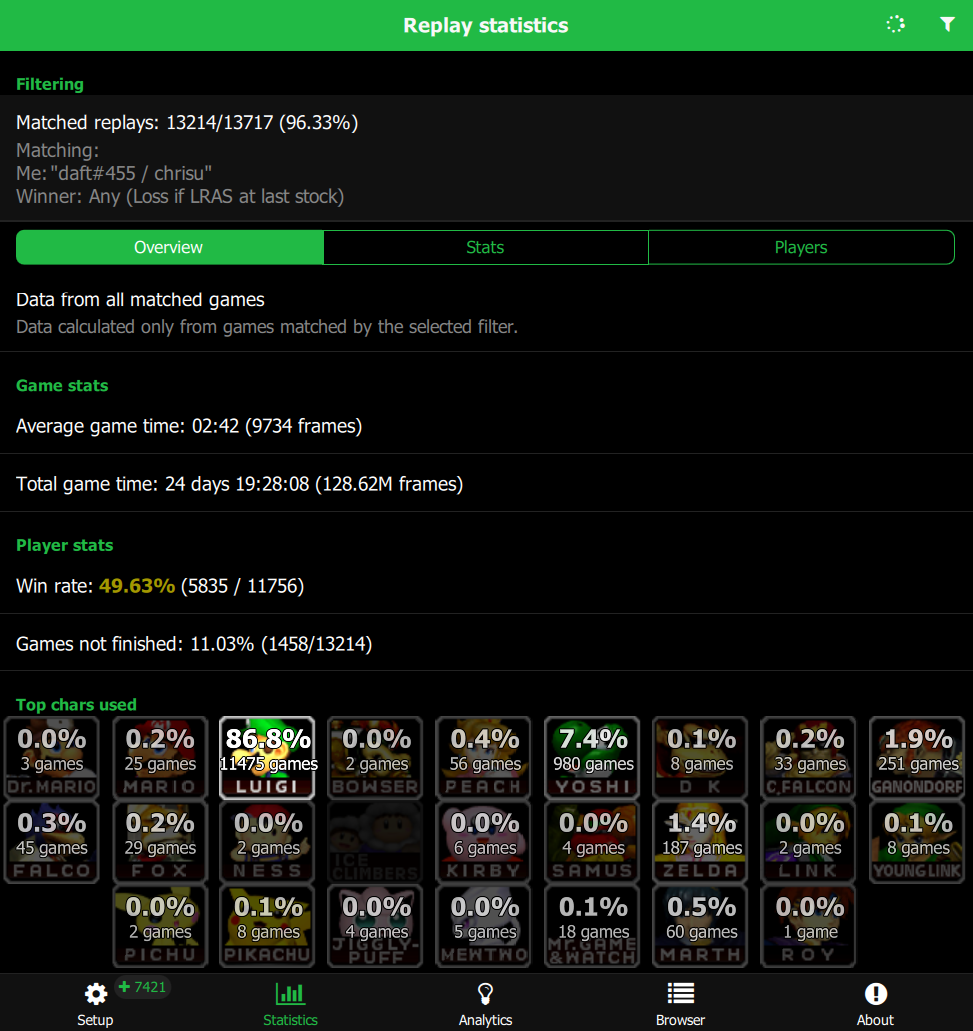 Replay statistics
Filtering
Matched replays: 13214/13717 (96.33%)
Matching:
Me: "daft#455 / chrisu"
Winner: Any (Loss if LRAS at last stock)
Overview Stats Players
Data from all matched games
Data calculated only from games matched by the selected filter.
Game stats
Average game time: 02:42 (9734 frames)
Total game time: 24 days 19:28:08 (128.62M frames)
Player stats
Win rate: 49.63% (5835 / 11756)
Games not finished: 11.03% (1458/13214)
Top chars used
0.0% 0.2% 86.8% 0.0% 0.4% 7.4% 0.1% 0.2% 1.9%
3 games 25 games 11475 games 2 games 56 games 980 games 8 games 33 games 251 games
Dr.MARIO MARIO LUIGI BOWSER PEACH YOSHI D K C.FALCON GANONDORF
0.3% 0.2% 0.0% 0.0% 0.0% 1.4% 0.0% 0.1%
45 games 29 games 2 games 6 games 4 games 187 games 2 games 8 games
FALCO FOX NESS ICE CLIMBERS KIRBY SAMUS ZELDA LINK YOUNG LINK
0.0% 0.1% 0.0% 0.0% 0.1% 0.5% 0.0%
2 games 8 games 4 games 5 games 18 games 60 games 1 game
PICHU PIKACHU JIGGLY-PUFF MEWTWO Mr.GAME &WATCH MARTH ROY
+ 7421
Setup Statistics Analytics Browser About